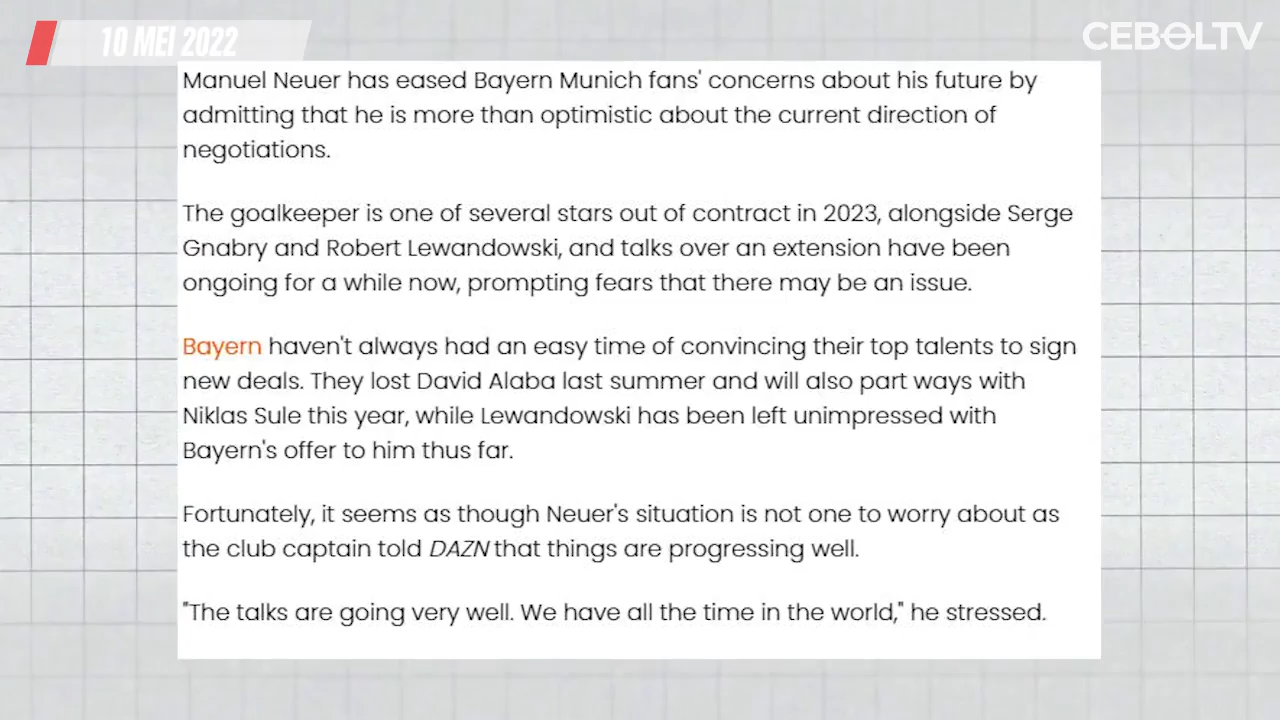 10 MEI 2022
CEBOLTV
Manuel Neuer has eased Bayern Munich fans' concerns about his future by
admitting that he is more than optimistic about the current direction of
negotiations.
The goalkeeper is one of several stars out of contract in 2023, alongside Serge
Gnabry and Robert Lewandowski, and talks over an extension have been
ongoing for a while now, prompting fears that there may be an issue.
Bayern haven't always had an easy time of convincing their top talents to sign
new deals. They lost David Alaba last summer and will also part ways with
Niklas Sule this year, while Lewandowski has been left unimpressed with
Bayern's offer to him thus far.
Fortunately, it seems as though Neuer's situation is not one to worry about as
the club captain told DAZN that things are progressing well.
"The talks are going very well. We have all the time in the world," he stressed.